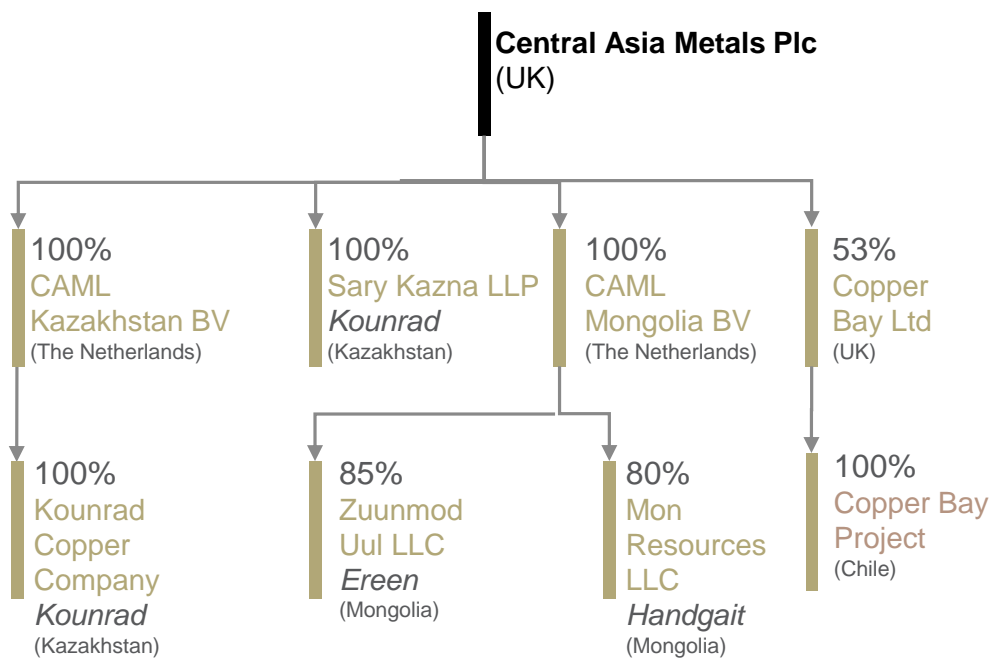 Central Asia Metals Plc
(UK)
100%
CAML
Kazakhstan BV
(The Netherlands)
100%
Sary Kazna LLP
Kounrad
(Kazakhstan)
100%
CAML
Mongolia BV
(The Netherlands)
53%
Copper
Bay Ltd
(UK)
100%
Kounrad
Copper
Company
Kounrad
(Kazakhstan)
85%
Zuunmod
Uul LLC
Ereen
(Mongolia)
80%
Mon
Resources
LLC
Handgait
(Mongolia)
100%
Copper Bay
Project
(Chile)